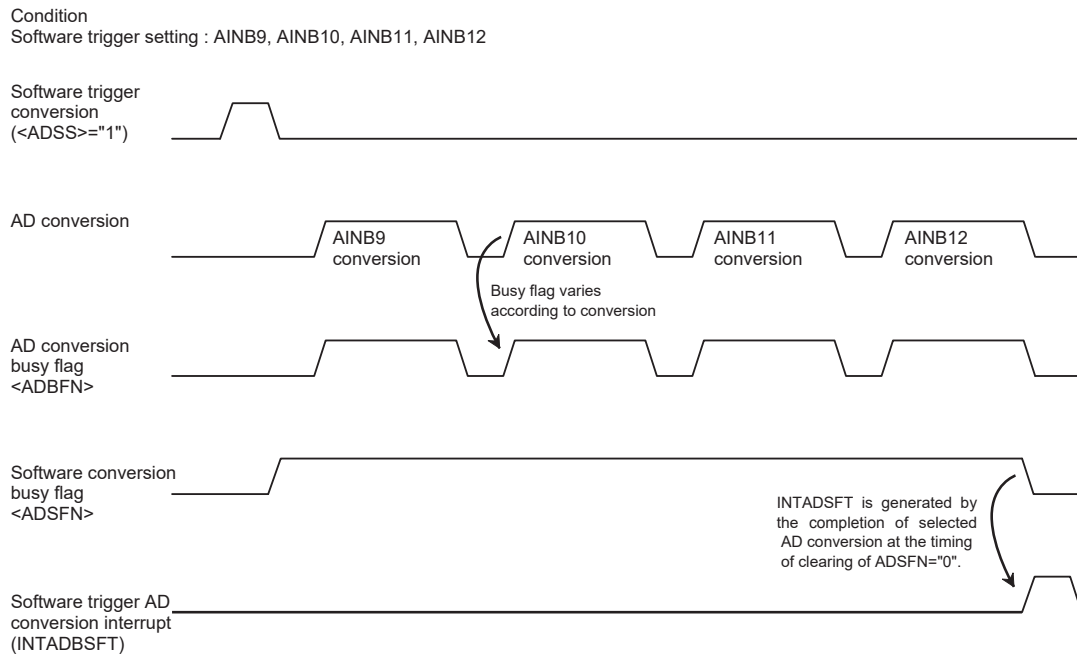 Condition
Software trigger setting : AINB9, AINB10, AINB11, AINB12
Software trigger
conversion
(<ADSS>="1")
AD conversion
AINB9
conversion
AINB10
conversion
AINB11
conversion
AINB12
conversion
Busy flag varies
according to conversion
AD conversion
busy flag
<ADBFN>
Software conversion
busy flag
<ADSFN>
INTADSFT is generated by
the completion of selected
AD conversion at the timing
of clearing of ADSFN="0".
Software trigger AD
conversion interrupt
(INTADBSFT)